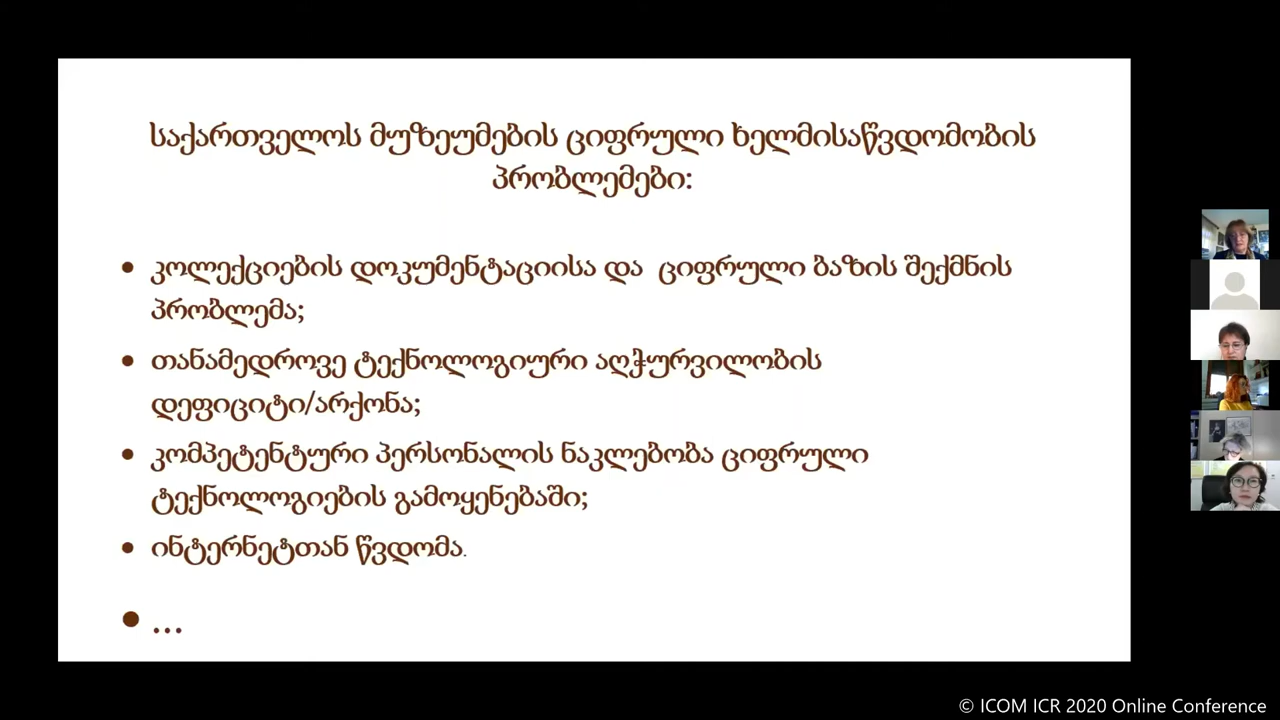 საქართველოს მუზეუმების ციფრული ხელმისაწვდომობის
პრობლემები:
• კოლექციების დოკუმენტაციისა და ციფრული ბაზის შექმნის
პრობლემა;
• თანამედროვე ტექნოლოგიური აღჭურვილობის
დეფიციტი/არქონა;
• კომპეტენტური პერსონალის ნაკლებობა ციფრული
ტექნოლოგიების გამოყენებაში;
• ინტერნეტთან წვდომა.
• ...
© ICOM ICR 2020 Online Conference